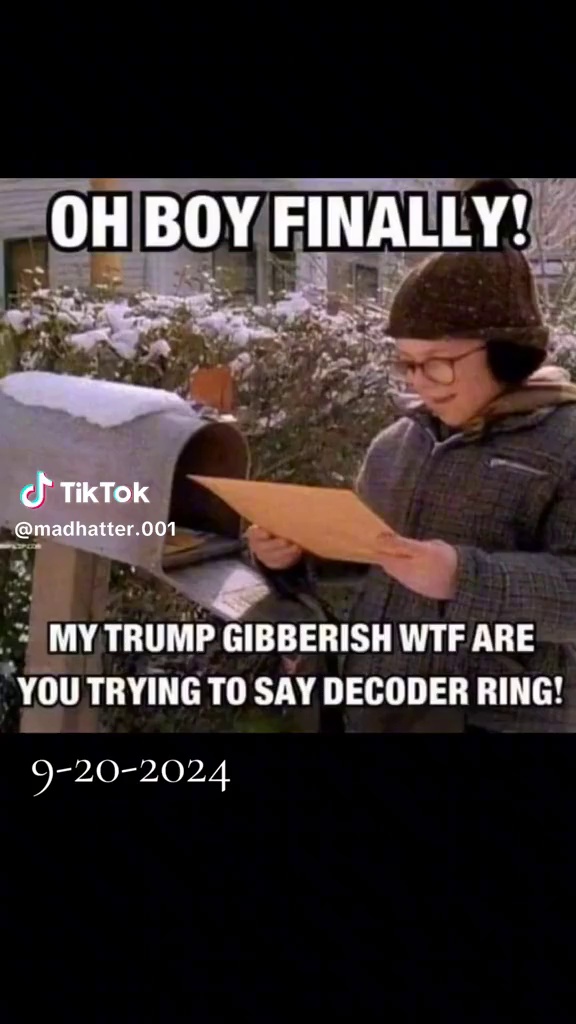 OH BOY FINALLY!
TikTok
@madhatter.001
MY TRUMP GIBBERISH WTF ARE
YOU TRYING TO SAY DECODER RING!
9-20-2024